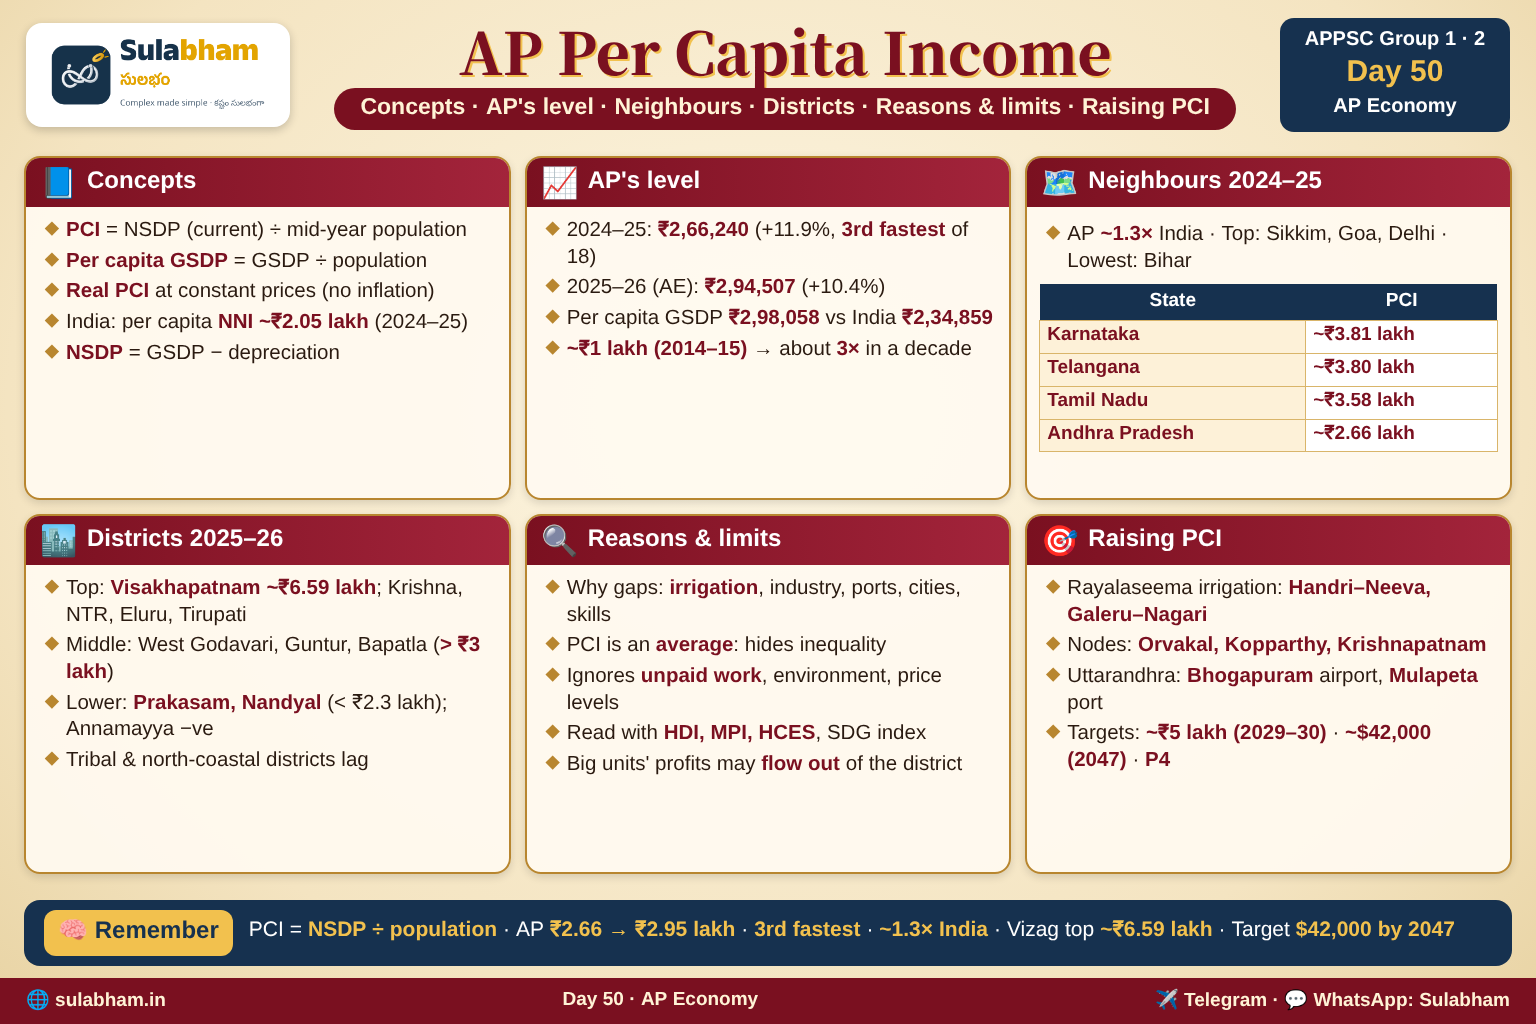 Sulabham
సులభం
Complex made simple · కష్టం సులభంగా
AP Per Capita Income
Concepts · AP's level · Neighbours · Districts · Reasons & limits · Raising PCI
APPSC Group 1 · 2
Day 50
AP Economy
Concepts
PCI = NSDP (current) ÷ mid-year population
Per capita GSDP = GSDP ÷ population
Real PCI at constant prices (no inflation)
India: per capita NNI ~₹2.05 lakh (2024–25)
NSDP = GSDP − depreciation
AP's level
2024–25: ₹2,66,240 (+11.9%, 3rd fastest of
18)
2025–26 (AE): ₹2,94,507 (+10.4%)
Per capita GSDP ₹2,98,058 vs India ₹2,34,859
~₹1 lakh (2014–15) → about 3× in a decade
Neighbours 2024–25
AP ~1.3× India · Top: Sikkim, Goa, Delhi ·
Lowest: Bihar
State PCI
Karnataka ~₹3.81 lakh
Telangana ~₹3.80 lakh
Tamil Nadu ~₹3.58 lakh
Andhra Pradesh ~₹2.66 lakh
Districts 2025–26
Top: Visakhapatnam ~₹6.59 lakh; Krishna,
NTR, Eluru, Tirupati
Middle: West Godavari, Guntur, Bapatla (> ₹3
lakh)
Lower: Prakasam, Nandyal (< ₹2.3 lakh);
Annamayya −ve
Tribal & north-coastal districts lag
Reasons & limits
Why gaps: irrigation, industry, ports, cities,
skills
PCI is an average: hides inequality
Ignores unpaid work, environment, price
levels
Read with HDI, MPI, HCES, SDG index
Big units' profits may flow out of the district
Raising PCI
Rayalaseema irrigation: Handri–Neeva,
Galeru–Nagari
Nodes: Orvakal, Kopparthy, Krishnapatnam
Uttarandhra: Bhogapuram airport, Mulapeta
port
Targets: ~₹5 lakh (2029–30) · ~$42,000
(2047) · P4
Remember PCI = NSDP ÷ population · AP ₹2.66 → ₹2.95 lakh · 3rd fastest · ~1.3× India · Vizag top ~₹6.59 lakh · Target $42,000 by 2047
sulabham.in
Day 50 · AP Economy
Telegram · WhatsApp: Sulabham